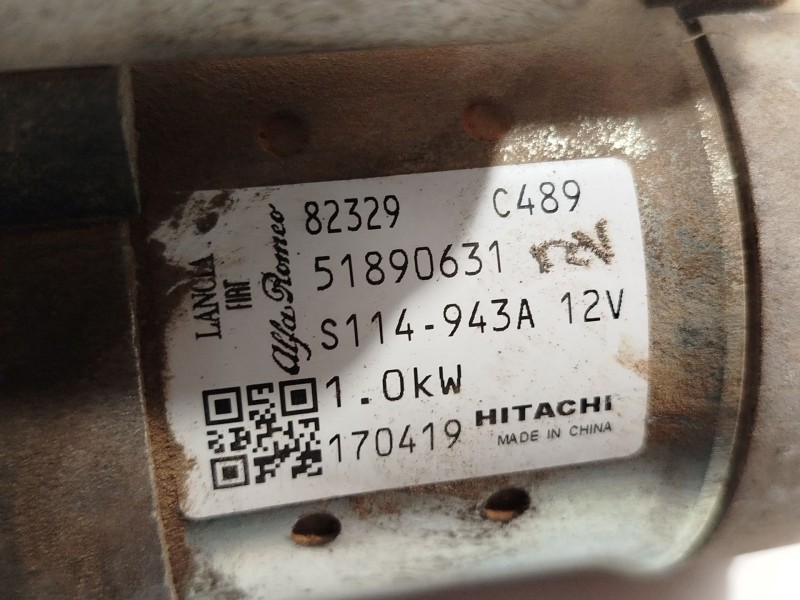 LANCIA
FIAT
Alfa Romeo
82329 C489
51890631
S114-943A 12V
1.0kW
170419 HITACHI
MADE IN CHINA